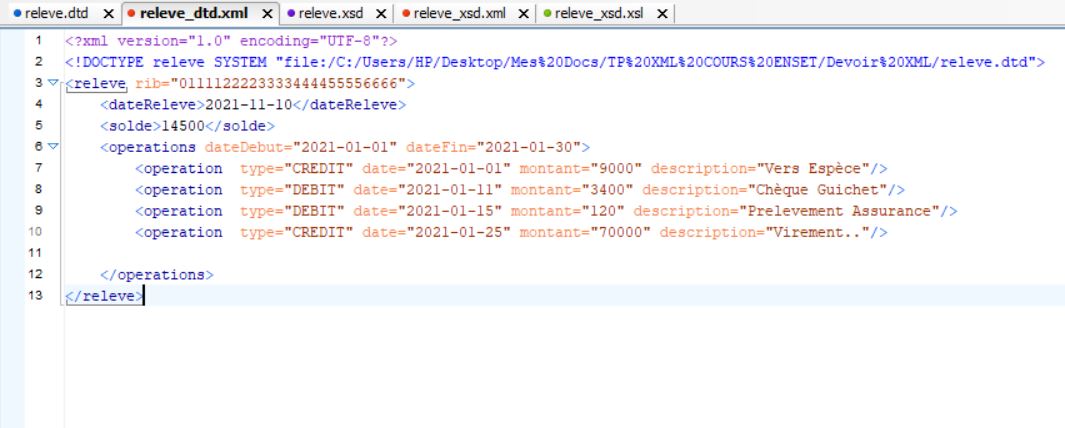 releve.dtd × releve_dtd.xml × releve.xsd × releve_xsd.xml × releve_xsd.xsl ×
1 <?xml version="1.0" encoding="UTF-8"?>
2 <!DOCTYPE releve SYSTEM "file:/C:/Users/HP/Desktop/Mes%20Docs/TP%20XML%20COURS%20ENSET/Devoir%20XML/releve.dtd">
3 <releve rib="0111122223333444455556666">
4 <dateReleve>2021-11-10</dateReleve>
5 <solde>14500</solde>
6 <operations dateDebut="2021-01-01" dateFin="2021-01-30">
7 <operation type="CREDIT" date="2021-01-01" montant="9000" description="Vers Espèce"/>
8 <operation type="DEBIT" date="2021-01-11" montant="3400" description="Chèque Guichet"/>
9 <operation type="DEBIT" date="2021-01-15" montant="120" description="Prelevement Assurance"/>
10 <operation type="CREDIT" date="2021-01-25" montant="70000" description="Virement.."/>
11
12 </operations>
13 </releve>